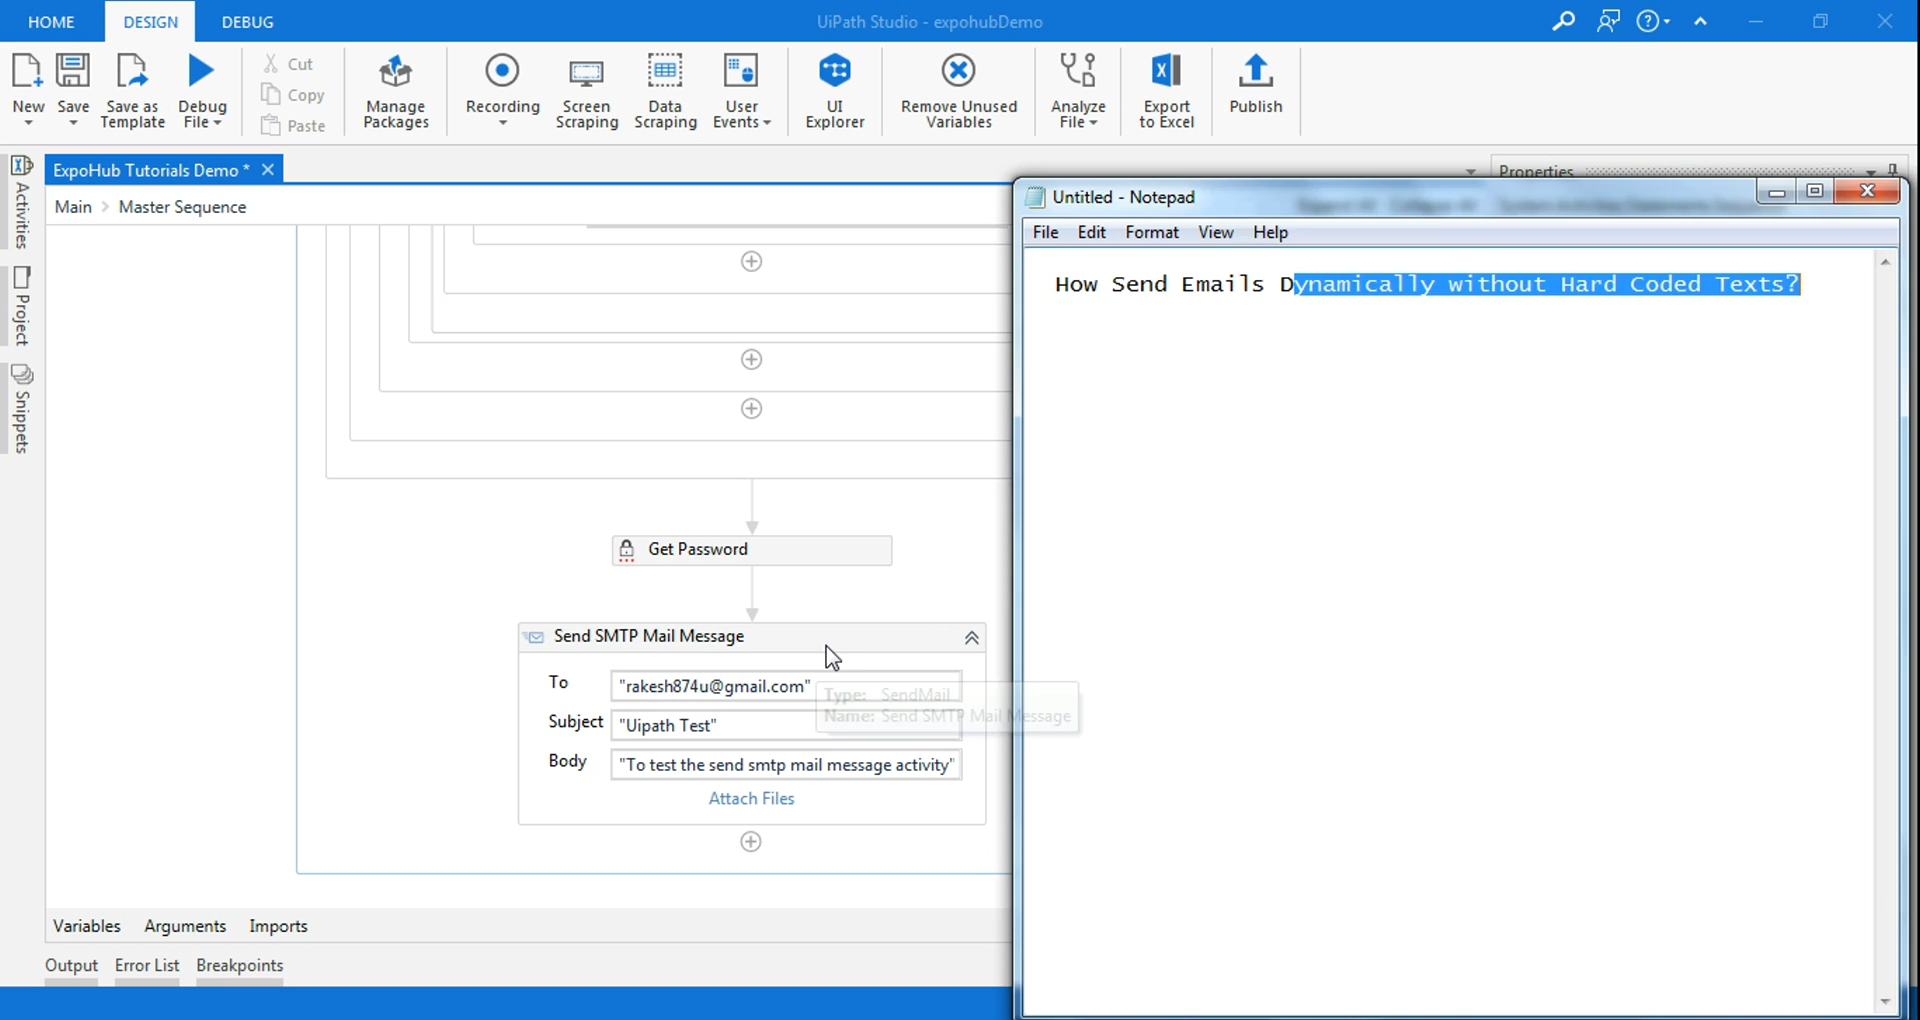 HOME DESIGN DEBUG
UiPath Studio - expohubDemo
New
Save
Save as Template
Debug File
Cut
Copy
Paste
Manage Packages
Recording
Screen Scraping
Data Scraping
User Events
UI Explorer
Remove Unused Variables
Analyze File
Export to Excel
Publish
Activities
Project
Snippets
ExpoHub Tutorials Demo *
Properties
Main > Master Sequence
Get Password
Send SMTP Mail Message
To "rakesh874u@gmail.com"
Subject "Uipath Test"
Body "To test the send smtp mail message activity"
Attach Files
Type: SendMail
Name: Send SMTP Mail Message
Variables Arguments Imports
Output Error List Breakpoints
Untitled - Notepad
File Edit Format View Help
How Send Emails Dynamically without Hard Coded Texts?